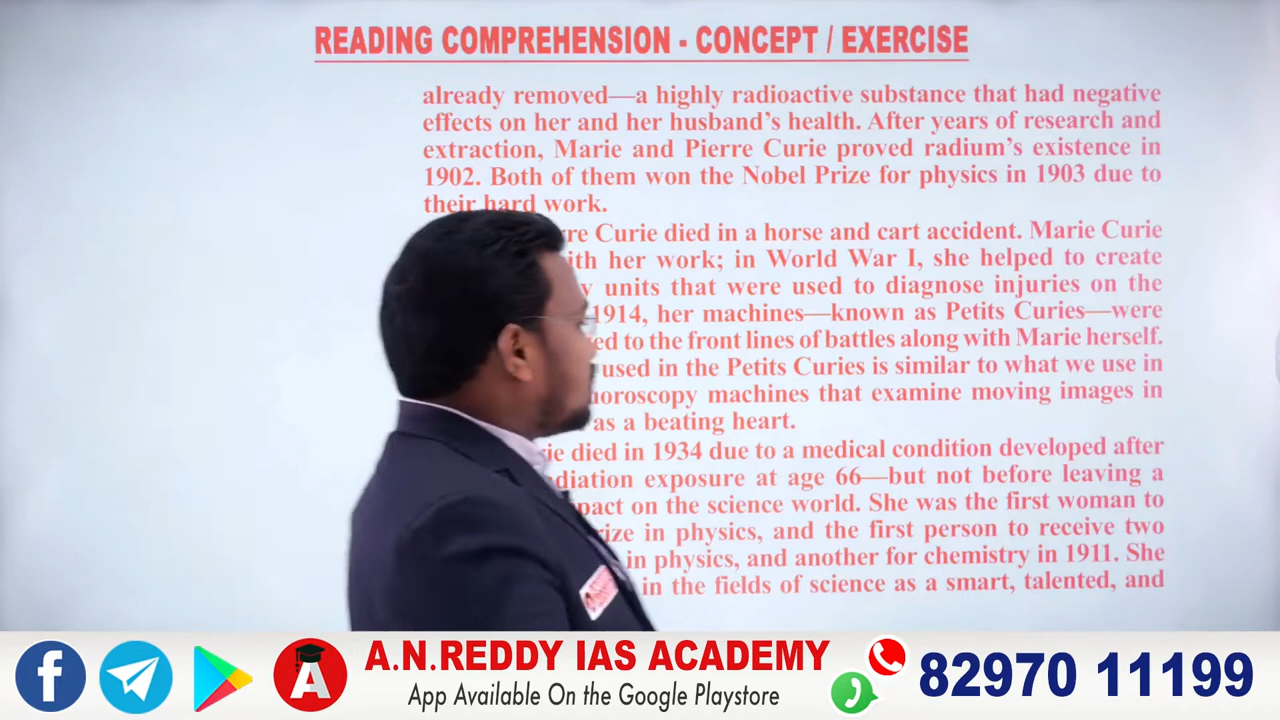 READING COMPREHENSION - CONCEPT / EXERCISE
already removed—a highly radioactive substance that had negative
effects on her and her husband's health. After years of research and
extraction, Marie and Pierre Curie proved radium's existence in
1902. Both of them won the Nobel Prize for physics in 1903 due to
their hard work.
Curie died in a horse and cart accident. Marie Curie
her work; in World War I, she helped to create
units that were used to diagnose injuries on the
1914, her machines—known as Petits Curies—were
to the front lines of battles along with Marie herself.
used in the Petits Curies is similar to what we use in
machines that examine moving images in
as a beating heart.
died in 1934 due to a medical condition developed after
exposure at age 66—but not before leaving a
on the science world. She was the first woman to
in physics, and the first person to receive two
in physics, and another for chemistry in 1911. She
in the fields of science as a smart, talented, and
A.N.REDDY IAS ACADEMY
App Available On the Google Playstore
82970 11199